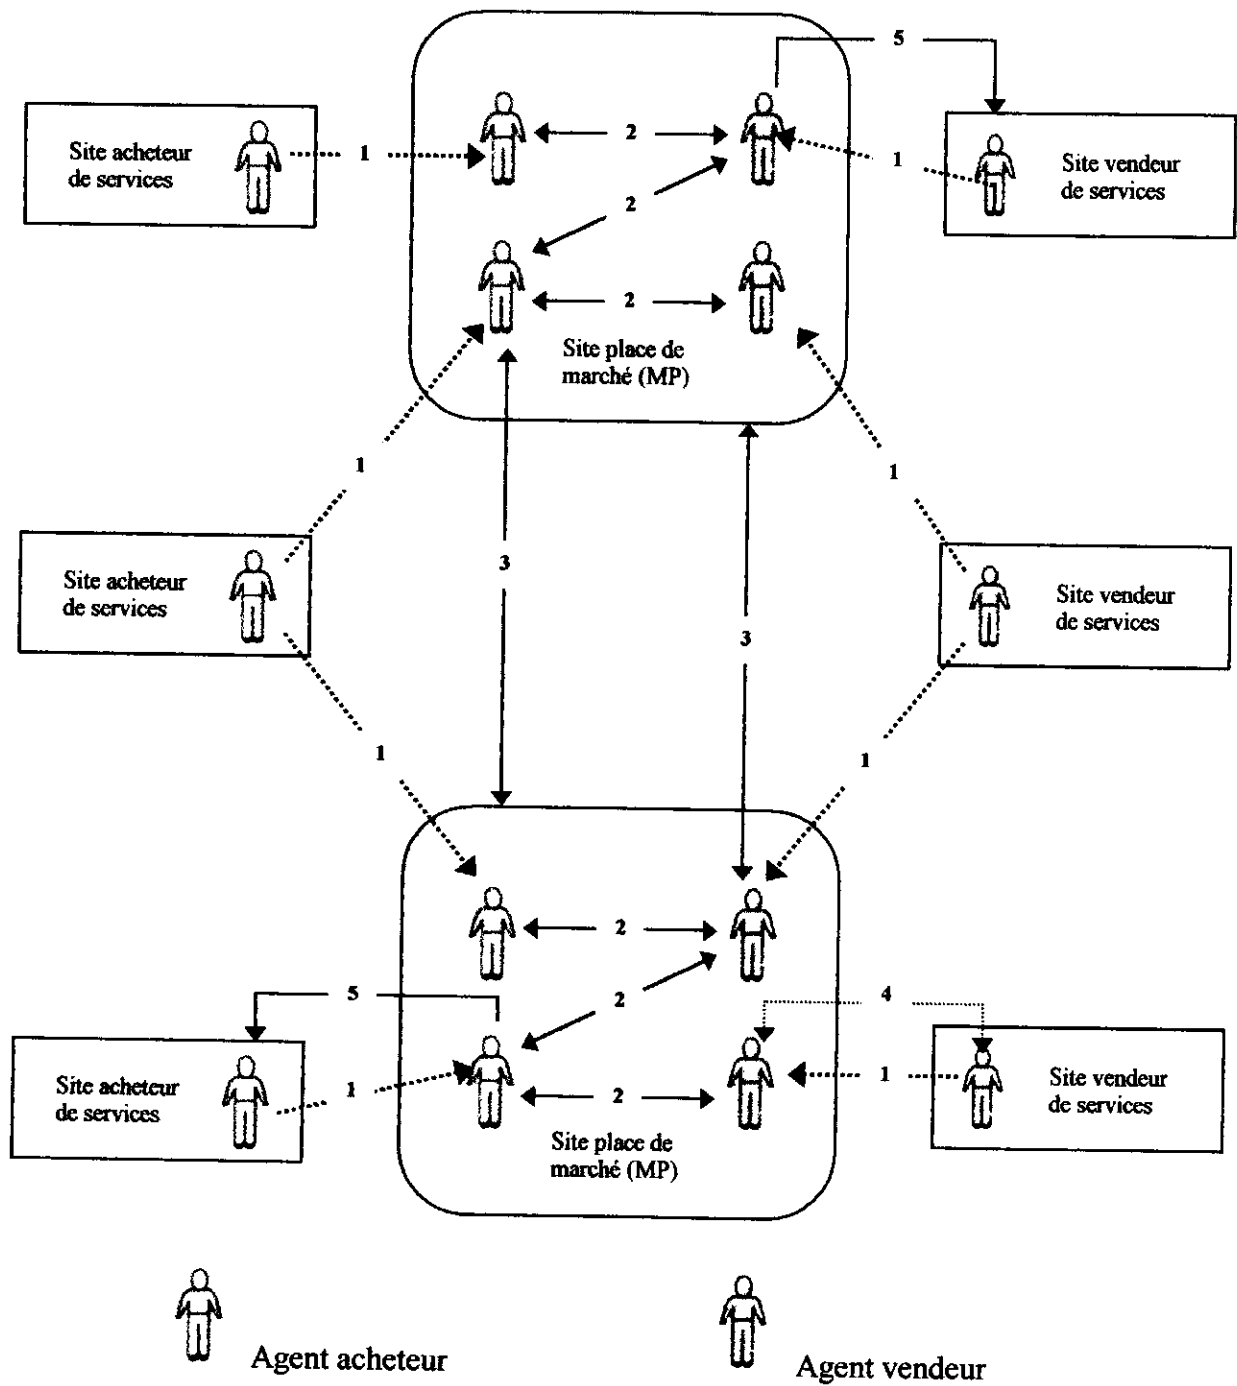 5
Site acheteur
de services
1
2
1
Site vendeur
de services
2
2
Site place de
marché (MP)
1
1
Site acheteur
de services
3
Site vendeur
de services
3
1
1
2
5
2
4
Site acheteur
de services
1
2
1
Site vendeur
de services
Site place de
marché (MP)
Agent acheteur
Agent vendeur